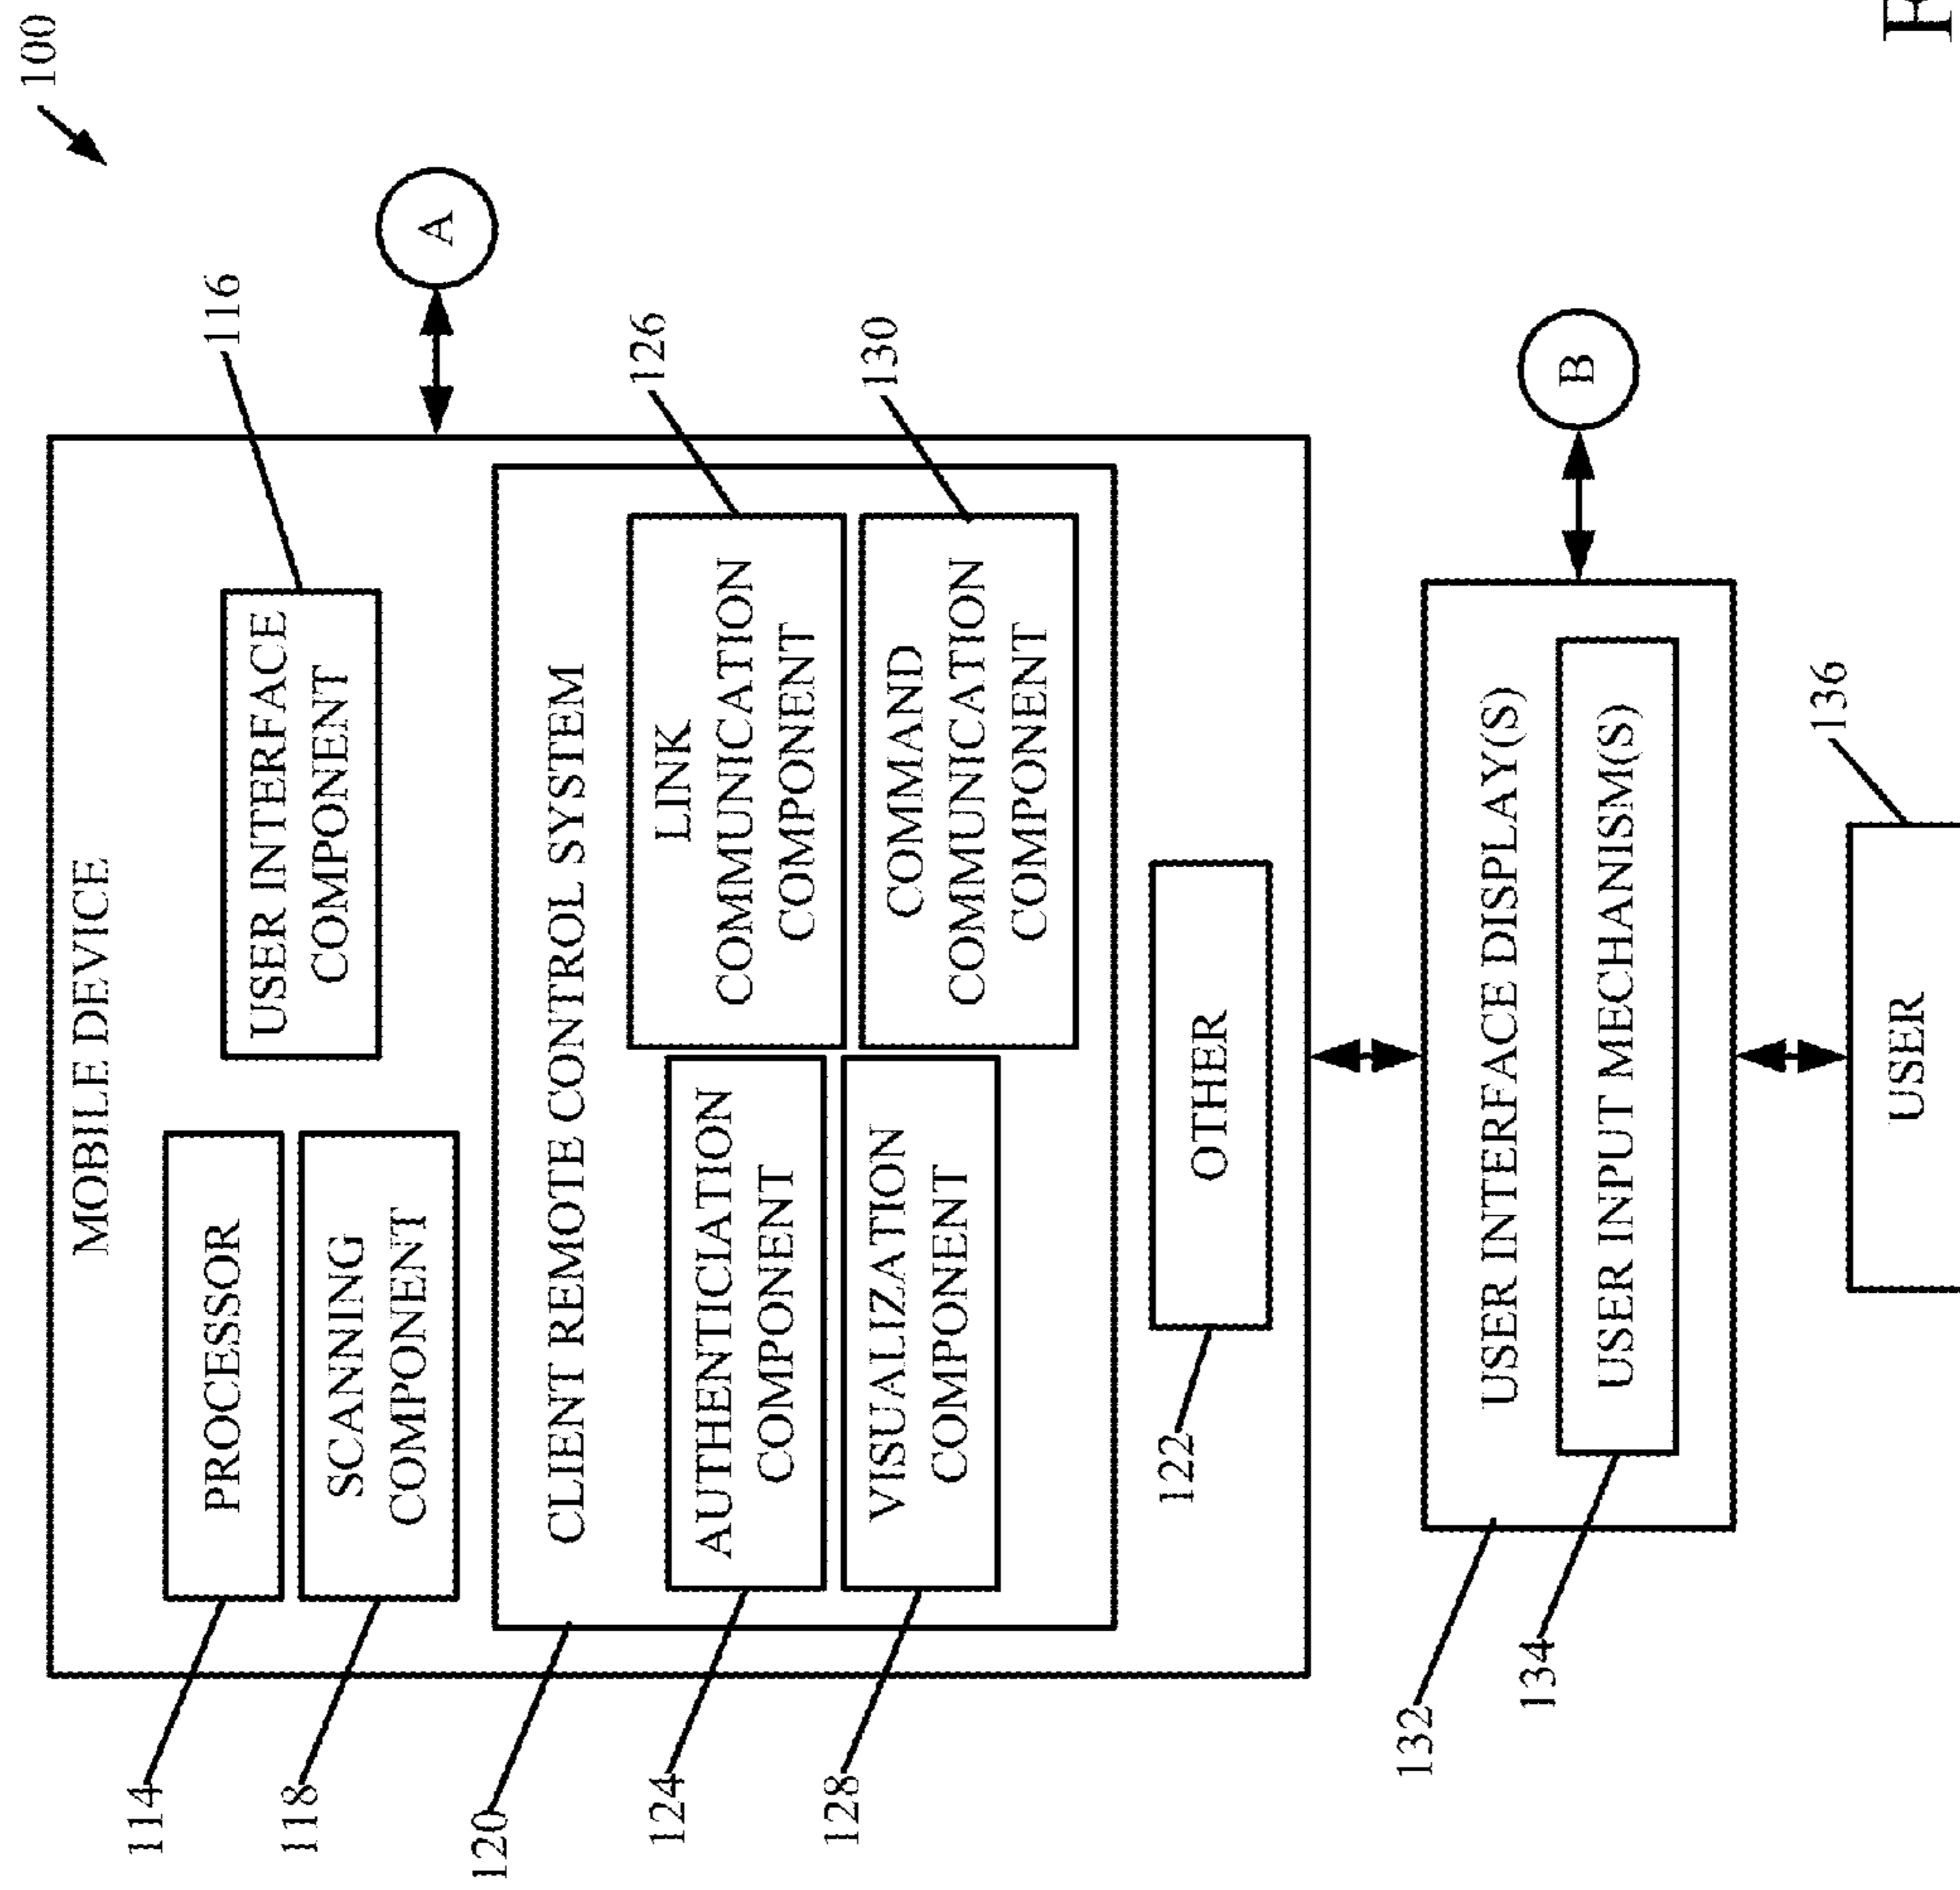 100
MOBILE DEVICE
114
PROCESSOR
116
USER INTERFACE
COMPONENT
118
SCANNING
COMPONENT
A
120
CLIENT REMOTE CONTROL SYSTEM
124
AUTHENTICIATION
COMPONENT
126
LINK
COMMUNICATION
COMPONENT
128
VISUALIZATION
COMPONENT
130
COMMAND
COMMUNICATION
COMPONENT
122
OTHER
132
USER INTERFACE DISPLAY(S)
134
USER INPUT MECHANISM(S)
B
136
USER
F